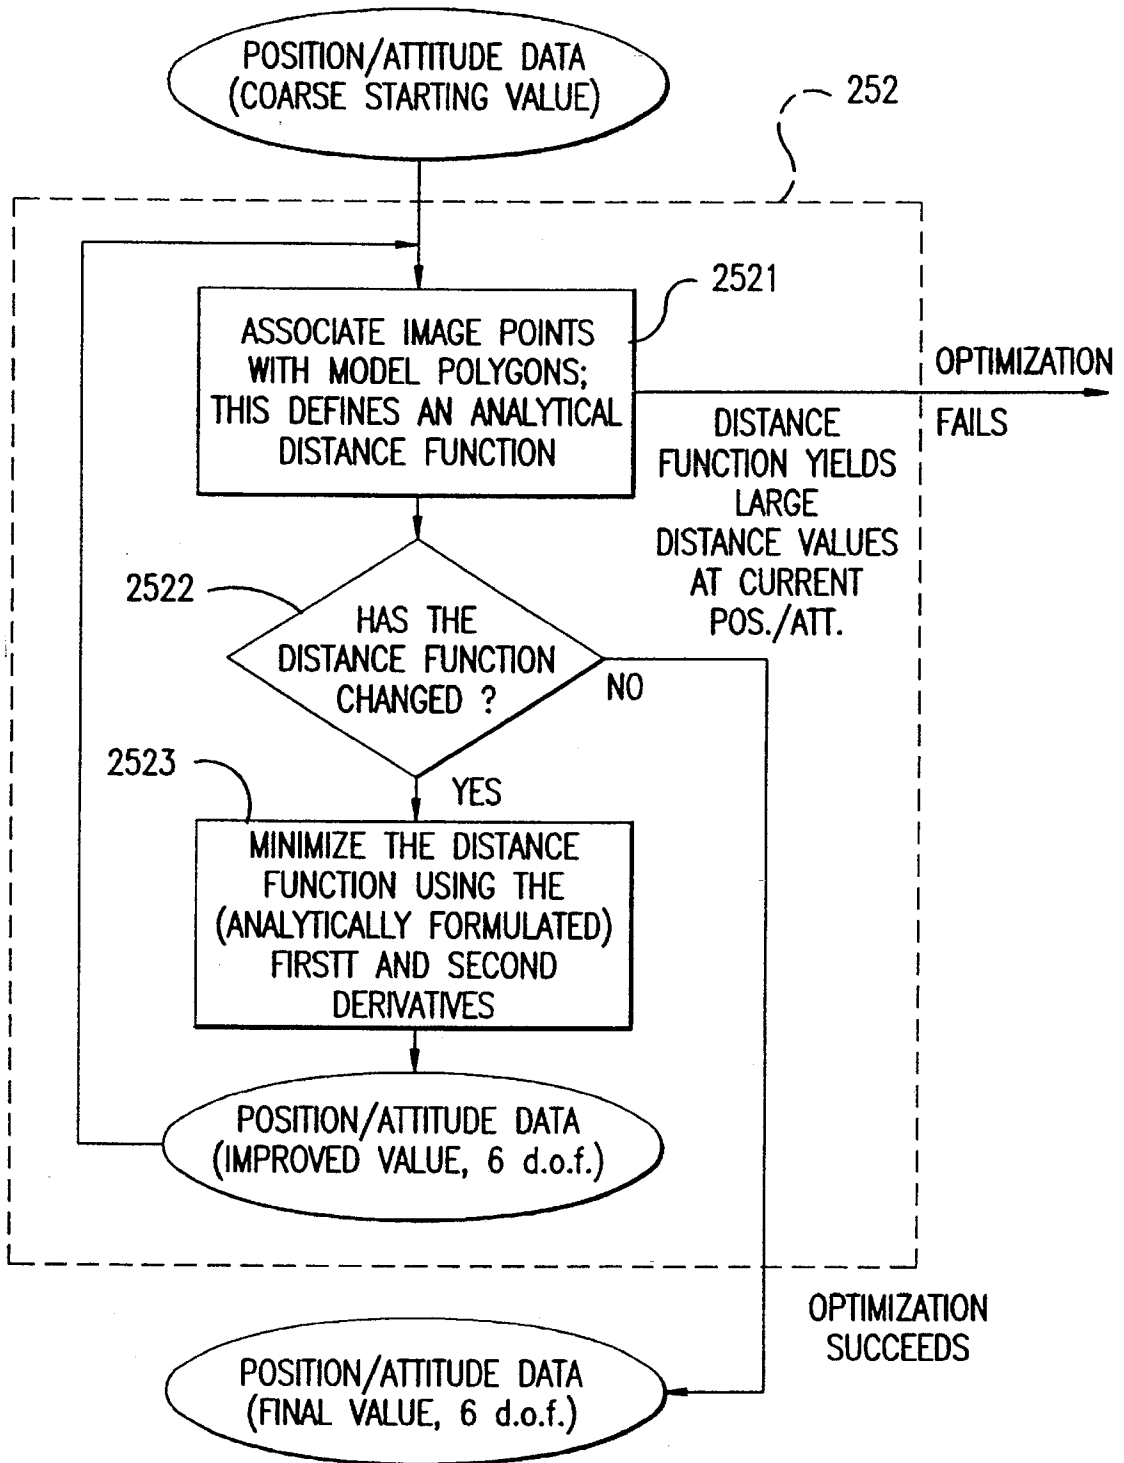 POSITION/ATTITUDE DATA
(COARSE STARTING VALUE)
252
2521
ASSOCIATE IMAGE POINTS
WITH MODEL POLYGONS;
THIS DEFINES AN ANALYTICAL
DISTANCE FUNCTION
OPTIMIZATION
FAILS
DISTANCE
FUNCTION YIELDS
LARGE
DISTANCE VALUES
AT CURRENT
POS./ATT.
2522
HAS THE
DISTANCE FUNCTION
CHANGED ?
NO
YES
2523
MINIMIZE THE DISTANCE
FUNCTION USING THE
(ANALYTICALLY FORMULATED)
FIRSTT AND SECOND
DERIVATIVES
POSITION/ATTITUDE DATA
(IMPROVED VALUE, 6 d.o.f.)
OPTIMIZATION
SUCCEEDS
POSITION/ATTITUDE DATA
(FINAL VALUE, 6 d.o.f.)